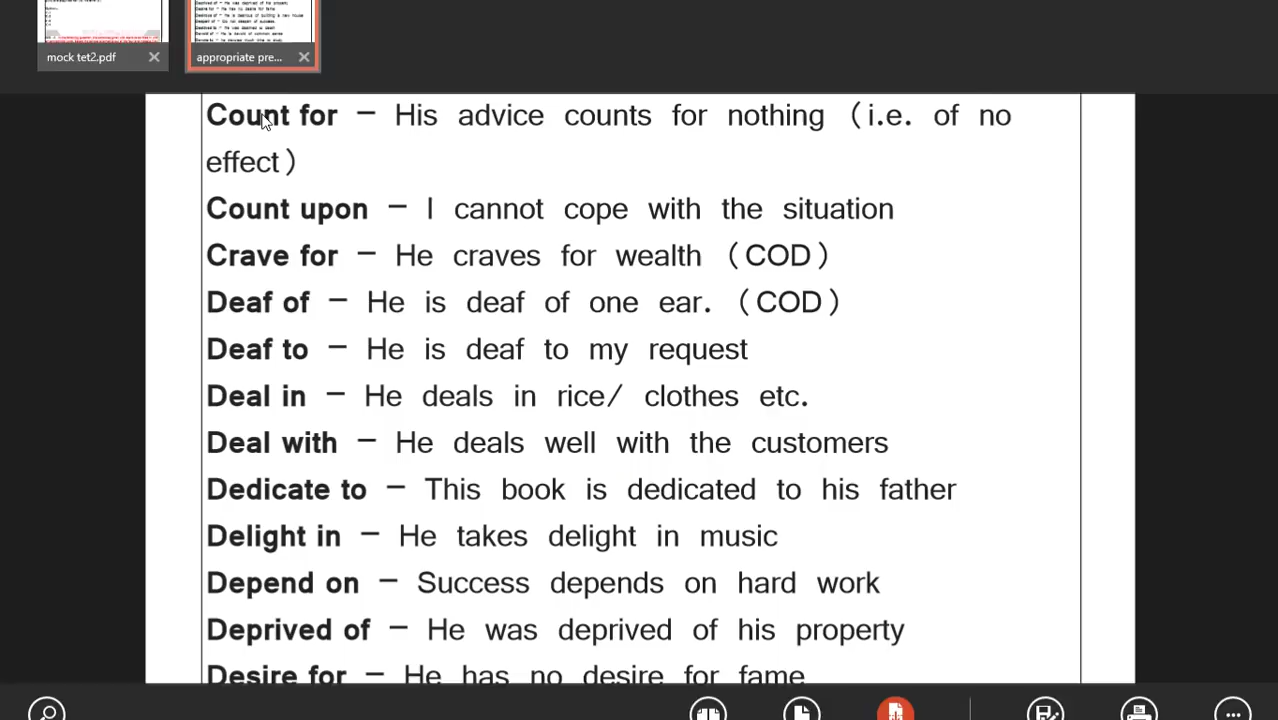 mock tet2.pdf
appropriate pre...
Count for – His advice counts for nothing (i.e. of no
effect)
Count upon – I cannot cope with the situation
Crave for – He craves for wealth (COD)
Deaf of – He is deaf of one ear. (COD)
Deaf to – He is deaf to my request
Deal in – He deals in rice/ clothes etc.
Deal with – He deals well with the customers
Dedicate to – This book is dedicated to his father
Delight in – He takes delight in music
Depend on – Success depends on hard work
Deprived of – He was deprived of his property
Desire for – He has no desire for fame